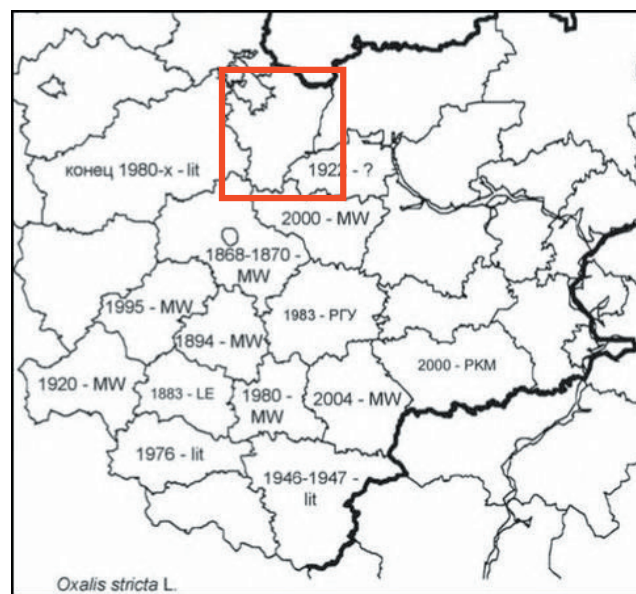 конец 1980-х - lit
1922 - ?
2000 - MW
1868-1870 -
MW
1995 - MW
1983 - РГУ
1894 - MW
1920 - MW
1883 - LE
1980 -
MW
2004 - MW
2000 - РКМ
1976 - lit
1946-1947 -
lit
Oxalis stricta L.